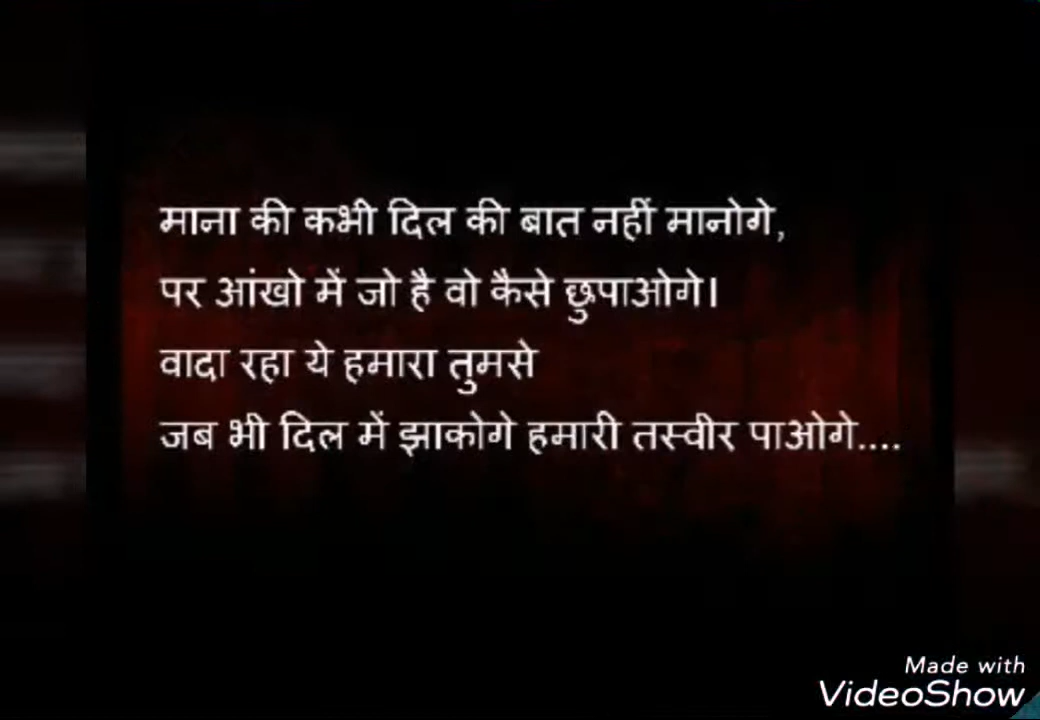 माना की कभी दिल की बात नहीं मानोगे,
पर आंखो में जो है वो कैसे छुपाओगे।
वादा रहा ये हमारा तुमसे
जब भी दिल में झाकोगे हमारी तस्वीर पाओगे....
Made with
VideoShow